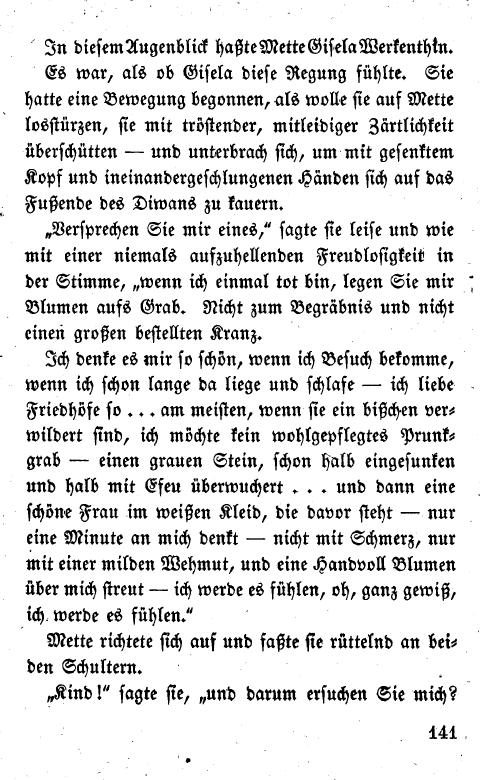 In diesem Augenblick haßte Mette Gisela Werkenthin.
Es war, als ob Gisela diese Regung fühlte. Sie
hatte eine Bewegung begonnen, als wolle sie auf Mette
losstürzen, sie mit tröstender, mitleidiger Zärtlichkeit
überschütten — und unterbrach sich, um mit gesenktem
Kopf und ineinandergeschlungenen Händen sich auf das
Fußende des Diwans zu kauern.
„Versprechen Sie mir eines,“ sagte sie leise und wie
mit einer niemals aufzuhellenden Freudlosigkeit in
der Stimme, „wenn ich einmal tot bin, legen Sie mir
Blumen aufs Grab. Nicht zum Begräbnis und nicht
einen großen bestellten Kranz.
Ich denke es mir so schön, wenn ich Besuch bekomme,
wenn ich schon lange da liege und schlafe — ich liebe
Friedhöfe so . . . am meisten, wenn sie ein bißchen ver-
wildert sind, ich möchte kein wohlgepflegtes Prunk-
grab — einen grauen Stein, schon halb eingesunken
und halb mit Efeu überwuchert . . . und dann eine
schöne Frau im weißen Kleid, die davor steht — nur
eine Minute an mich denkt — nicht mit Schmerz, nur
mit einer milden Wehmut, und eine Handvoll Blumen
über mich streut — ich werde es fühlen, oh, ganz gewiß,
ich werde es fühlen.“
Mette richtete sich auf und faßte sie rüttelnd an bei-
den Schultern.
„Kind!“ sagte sie, „und darum ersuchen Sie mich?
141